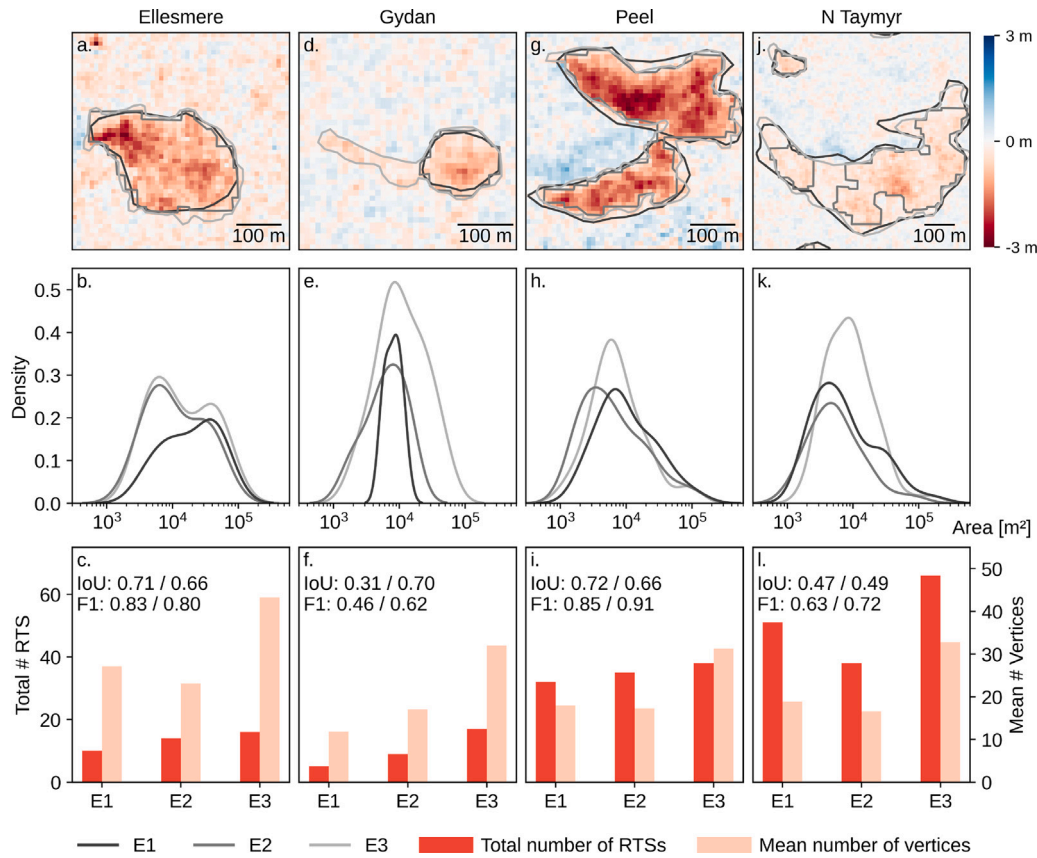 Ellesmere Gydan Peel N Taymyr
a. d. g. j.
100 m 100 m 100 m 100 m
3 m
0 m
-3 m
b. e. h. k.
Density
0.5
0.4
0.3
0.2
0.1
0.0
10³ 10⁴ 10⁵ 10³ 10⁴ 10⁵ 10³ 10⁴ 10⁵ 10³ 10⁴ 10⁵
Area [m²]
c. f. i. l.
IoU: 0.71 / 0.66 IoU: 0.31 / 0.70 IoU: 0.72 / 0.66 IoU: 0.47 / 0.49
F1: 0.83 / 0.80 F1: 0.46 / 0.62 F1: 0.85 / 0.91 F1: 0.63 / 0.72
Total # RTS
60
40
20
0
Mean # Vertices
50
40
30
20
10
0
E1 E2 E3 E1 E2 E3 E1 E2 E3 E1 E2 E3
E1 E2 E3 Total number of RTSs Mean number of vertices